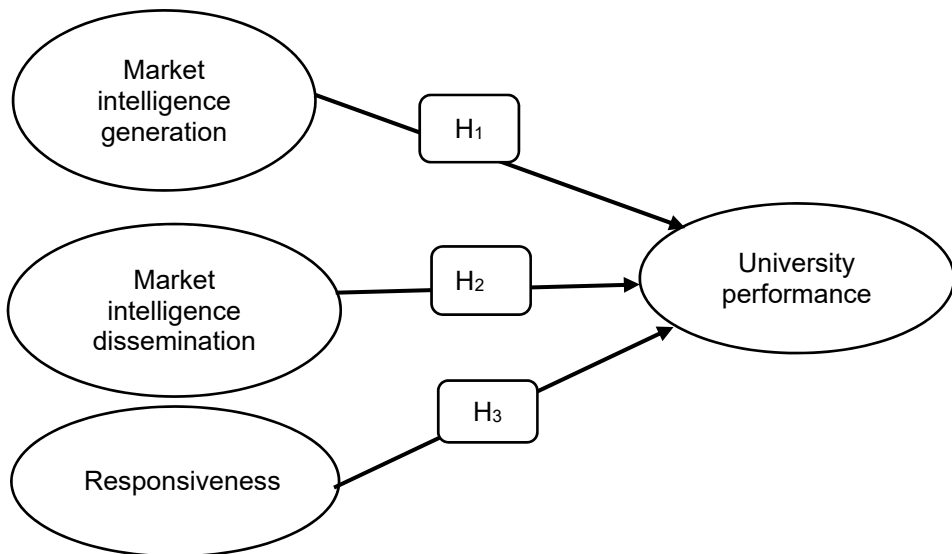 Market
intelligence
generation
H1
Market
intelligence
dissemination
H2
University
performance
H3
Responsiveness